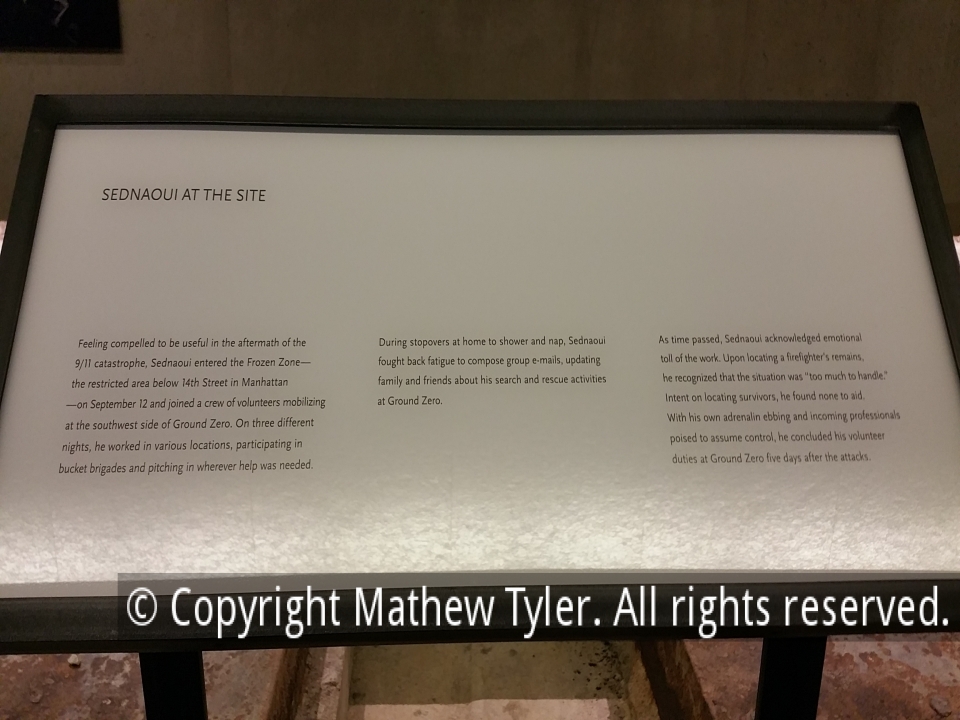 SEDNAOUI AT THE SITE
Feeling compelled to be useful in the aftermath of the
9/11 catastrophe, Sednaoui entered the Frozen Zone—
the restricted area below 14th Street in Manhattan
—on September 12 and joined a crew of volunteers mobilizing
at the southwest side of Ground Zero. On three different
nights, he worked in various locations, participating in
bucket brigades and pitching in wherever help was needed.
During stopovers at home to shower and nap, Sednaoui
fought back fatigue to compose group e-mails, updating
family and friends about his search and rescue activities
at Ground Zero.
As time passed, Sednaoui acknowledged emotional
toll of the work. Upon locating a firefighter's remains,
he recognized that the situation was "too much to handle."
Intent on locating survivors, he found none to aid.
With his own adrenalin ebbing and incoming professionals
poised to assume control, he concluded his volunteer
duties at Ground Zero five days after the attacks.
© Copyright Mathew Tyler. All rights reserved.